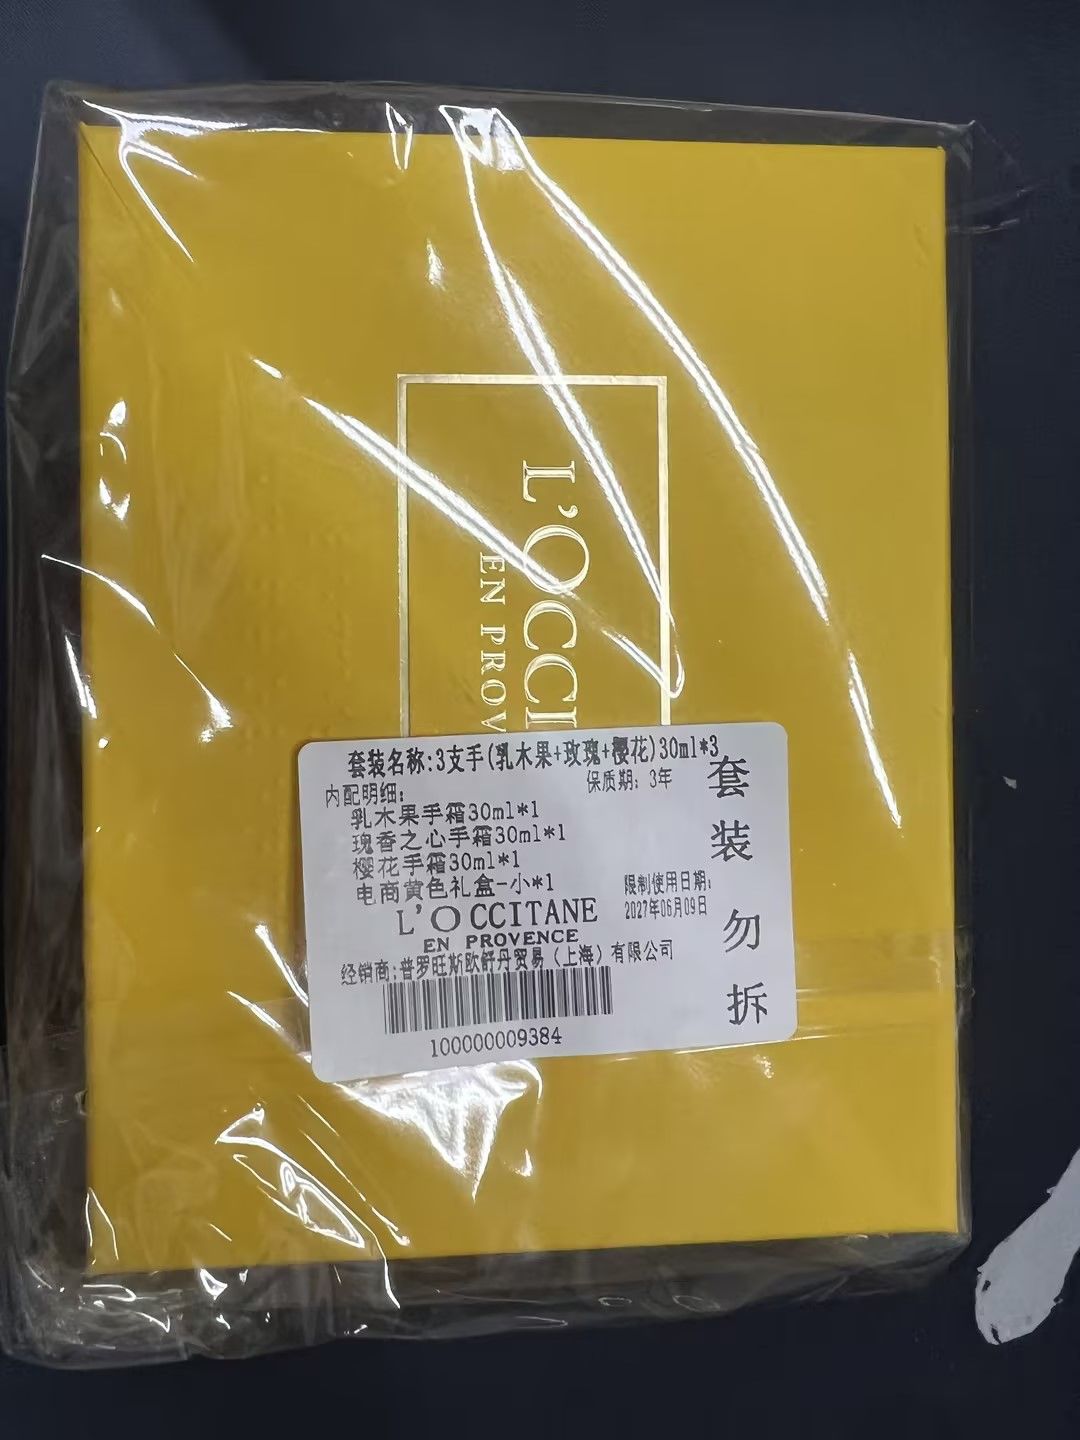 L'OCCI
EN PROV
套装名称:3支手(乳木果+玫瑰+樱花)30ml*3
保质期: 3年
内配明细:
乳木果手霜30ml*1
瑰香之心手霜30ml*1
樱花手霜30ml*1
电商黄色礼盒-小*1
限制使用日期:
2027年06月09日
L'OCCITANE
EN PROVENCE
经销商:普罗旺斯欧舒丹贸易（上海）有限公司
100000009384
套装勿拆